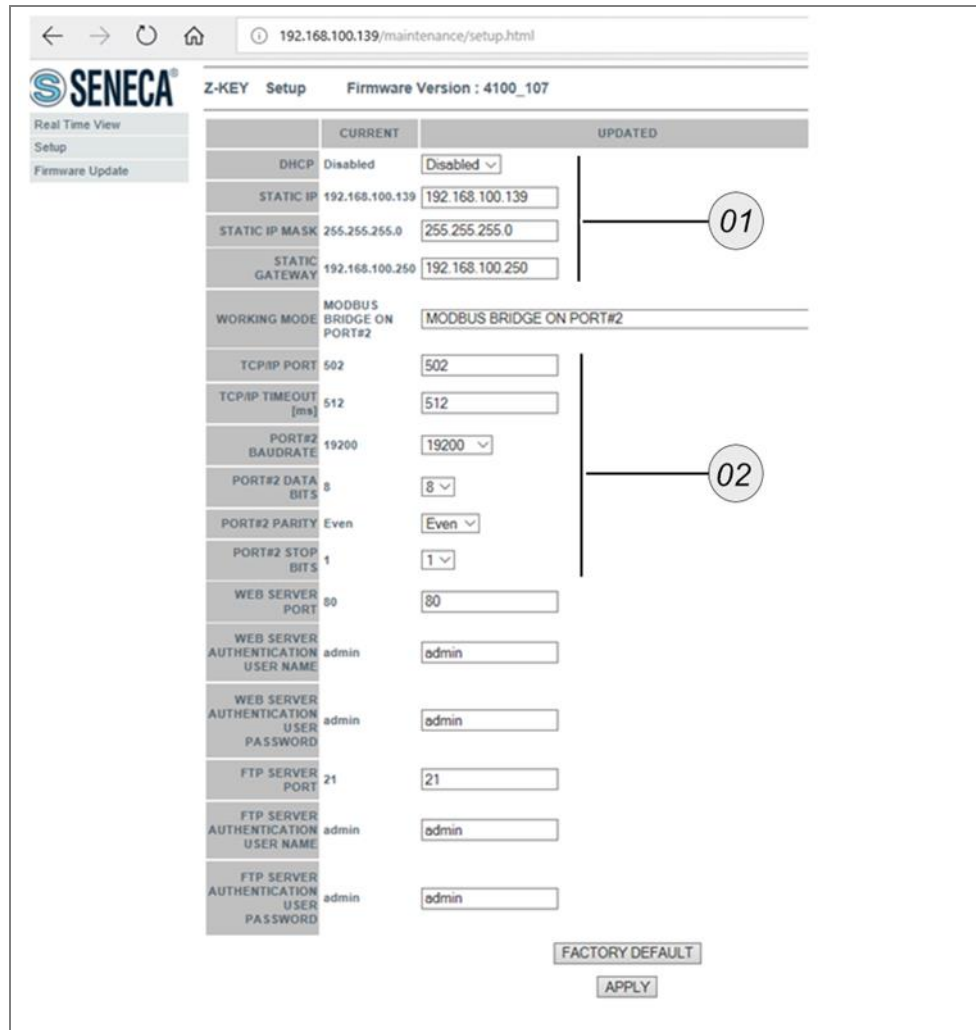 192.168.100.139/maintenance/setup.html
SENECA®
Z-KEY Setup Firmware Version : 4100_107
Real Time View
Setup
Firmware Update
CURRENT UPDATED
DHCP Disabled Disabled
STATIC IP 192.168.100.139 192.168.100.139
01
STATIC IP MASK 255.255.255.0 255.255.255.0
STATIC
GATEWAY 192.168.100.250 192.168.100.250
WORKING MODE MODBUS
BRIDGE ON
PORT#2 MODBUS BRIDGE ON PORT#2
TCP/IP PORT 502 502
TCP/IP TIMEOUT
[ms] 512 512
PORT#2
BAUDRATE 19200 19200
02
PORT#2 DATA
BITS 8 8
PORT#2 PARITY Even Even
PORT#2 STOP
BITS 1 1
WEB SERVER
PORT 80 80
WEB SERVER
AUTHENTICATION
USER NAME admin admin
WEB SERVER
AUTHENTICATION
USER
PASSWORD admin admin
FTP SERVER
PORT 21 21
FTP SERVER
AUTHENTICATION
USER NAME admin admin
FTP SERVER
AUTHENTICATION
USER
PASSWORD admin admin
FACTORY DEFAULT
APPLY